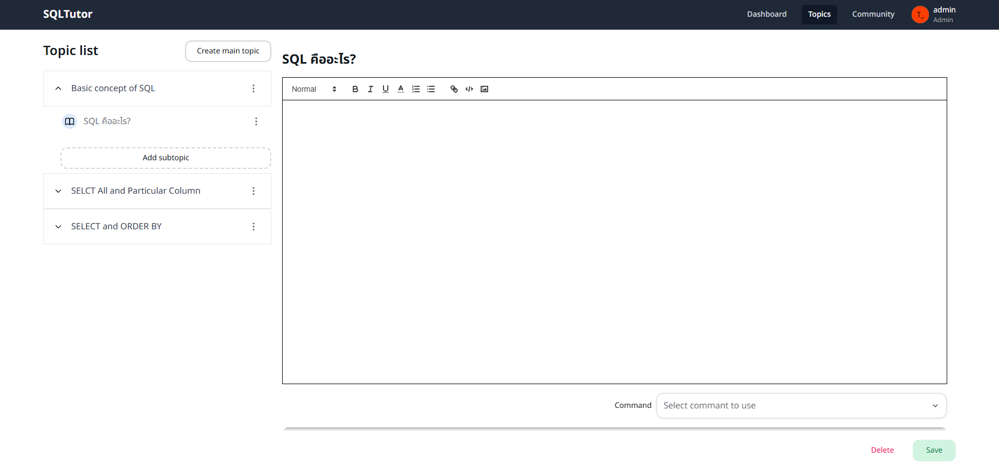 SQLTutor
Dashboard
Topics
Community
T_
admin
Admin
Topic list
Create main topic
Basic concept of SQL
SQL คืออะไร?
Add subtopic
SELCT All and Particular Column
SELECT and ORDER BY
SQL คืออะไร?
Normal
Command
Select commant to use
Delete
Save